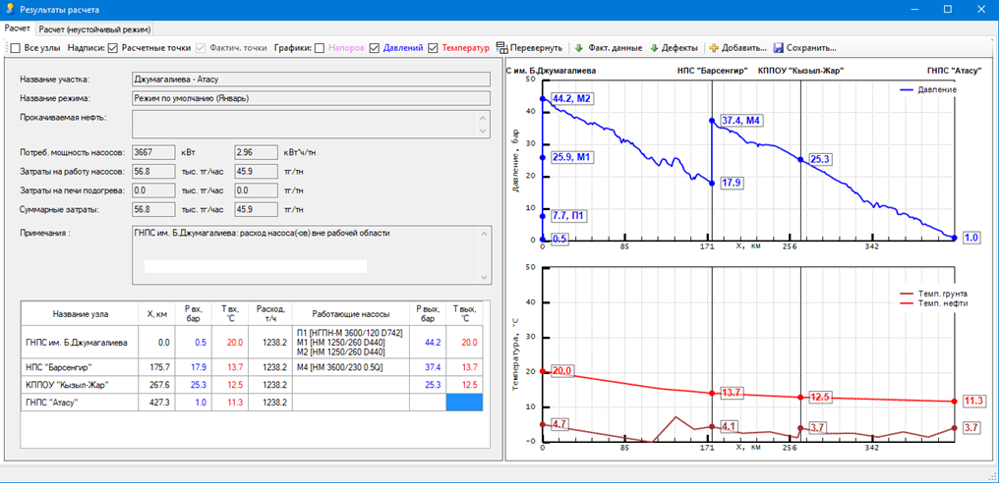 Результаты расчета
Расчет Расчет (неустойчивый режим)
Все узлы Надписи: Расчетные точки Фактич. точки Графики: Напоров Давлений Температур Перевернуть Факт. данные Дефекты Добавить... Сохранить...
Название участка: Джумагалиева - Атасу
Название режима: Режим по умолчанию (Январь)
Прокачиваемая нефть:
Потреб. мощность насосов: 3667 кВт 2.96 кВт*ч/тн
Затраты на работу насосов: 56.8 тыс. тг/час 45.9 тг/тн
Затраты на печи подогрева: 0.0 тыс. тг/час 0.0 тг/тн
Суммарные затраты: 56.8 тыс. тг/час 45.9 тг/тн
Примечания : ГНПС им. Б.Джумагалиева: расход насоса(-ов) вне рабочей области
Название узла X, км P вх, бар T вх, °C Расход, т/ч Работающие насосы P вых, бар T вых, °C
ГНПС им. Б.Джумагалиева 0.0 0.5 20.0 1238.2 П1 [НГПН-М 3600/120 D742] 44.2 20.0
М1 [НМ 1250/260 D440]
М2 [НМ 1250/260 D440]
НПС "Барсенгир" 175.7 17.9 13.7 1238.2 М4 [НМ 3600/230 0.5Q] 37.4 13.7
КППОУ "Кызыл-Жар" 267.6 25.3 12.5 1238.2 25.3 12.5
ГНПС "Атасу" 427.3 1.0 11.3 1238.2
С им. Б.Джумагалиева НПС "Барсенгир" КППОУ "Кызыл-Жар" ГНПС "Атасу"
Давление
Давление, бар
50
40
30
20
10
0
44.2, М2
25.9, М1
7.7, П1
0.5
37.4, М4
17.9
25.3
1.0
0 85 171 X, км 256 342
Темп. грунта
Темп. нефти
Температура, °C
50
40
30
20
10
-0
20.0
13.7
12.5
11.3
4.7
4.1
3.7
3.7
0 85 171 X, км 256 342